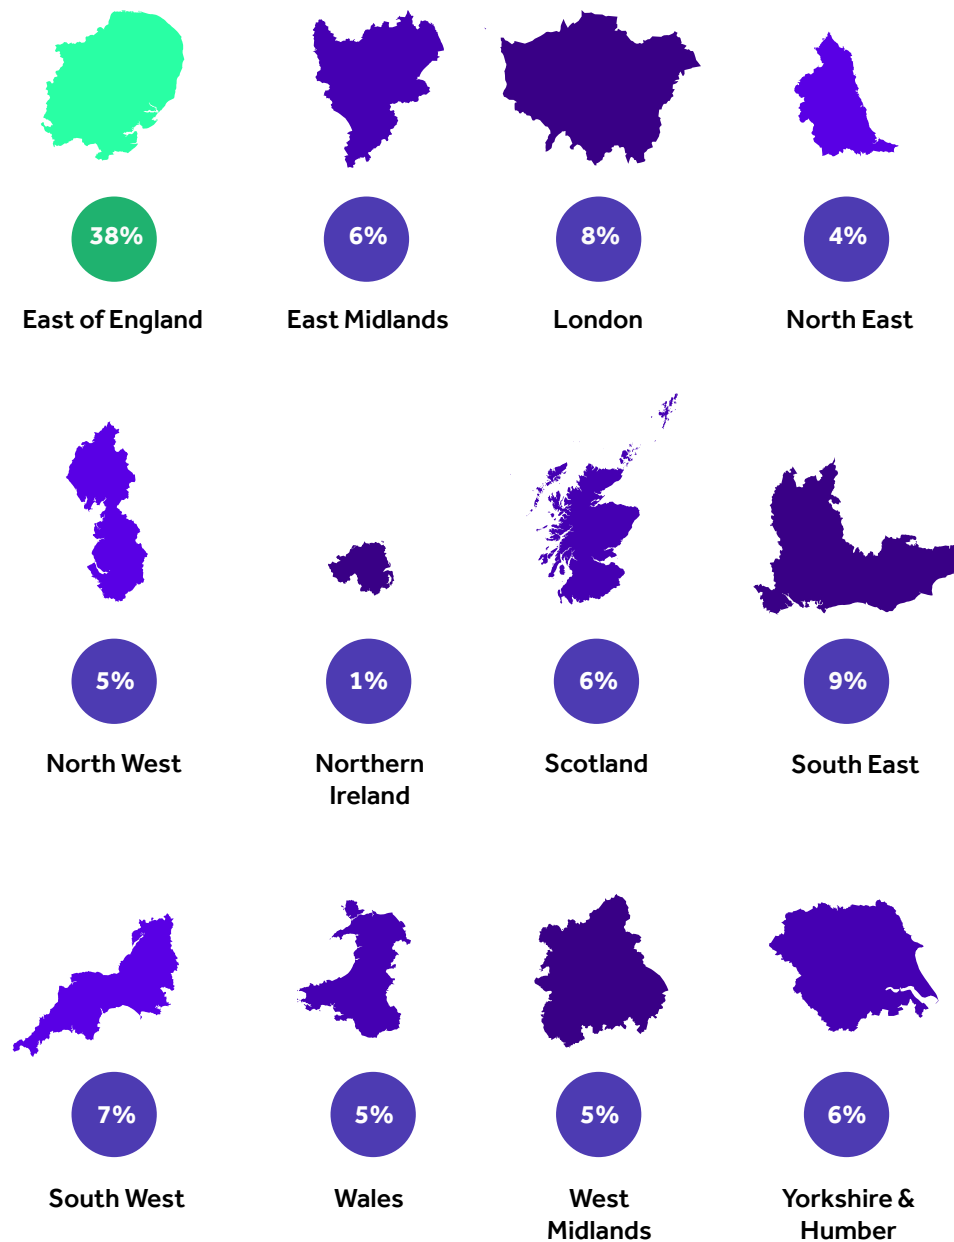 38%
6%
8%
4%
East of England
East Midlands
London
North East
5%
1%
6%
9%
North West
Northern
Ireland
Scotland
South East
7%
5%
5%
6%
South West
Wales
West
Midlands
Yorkshire &
Humber